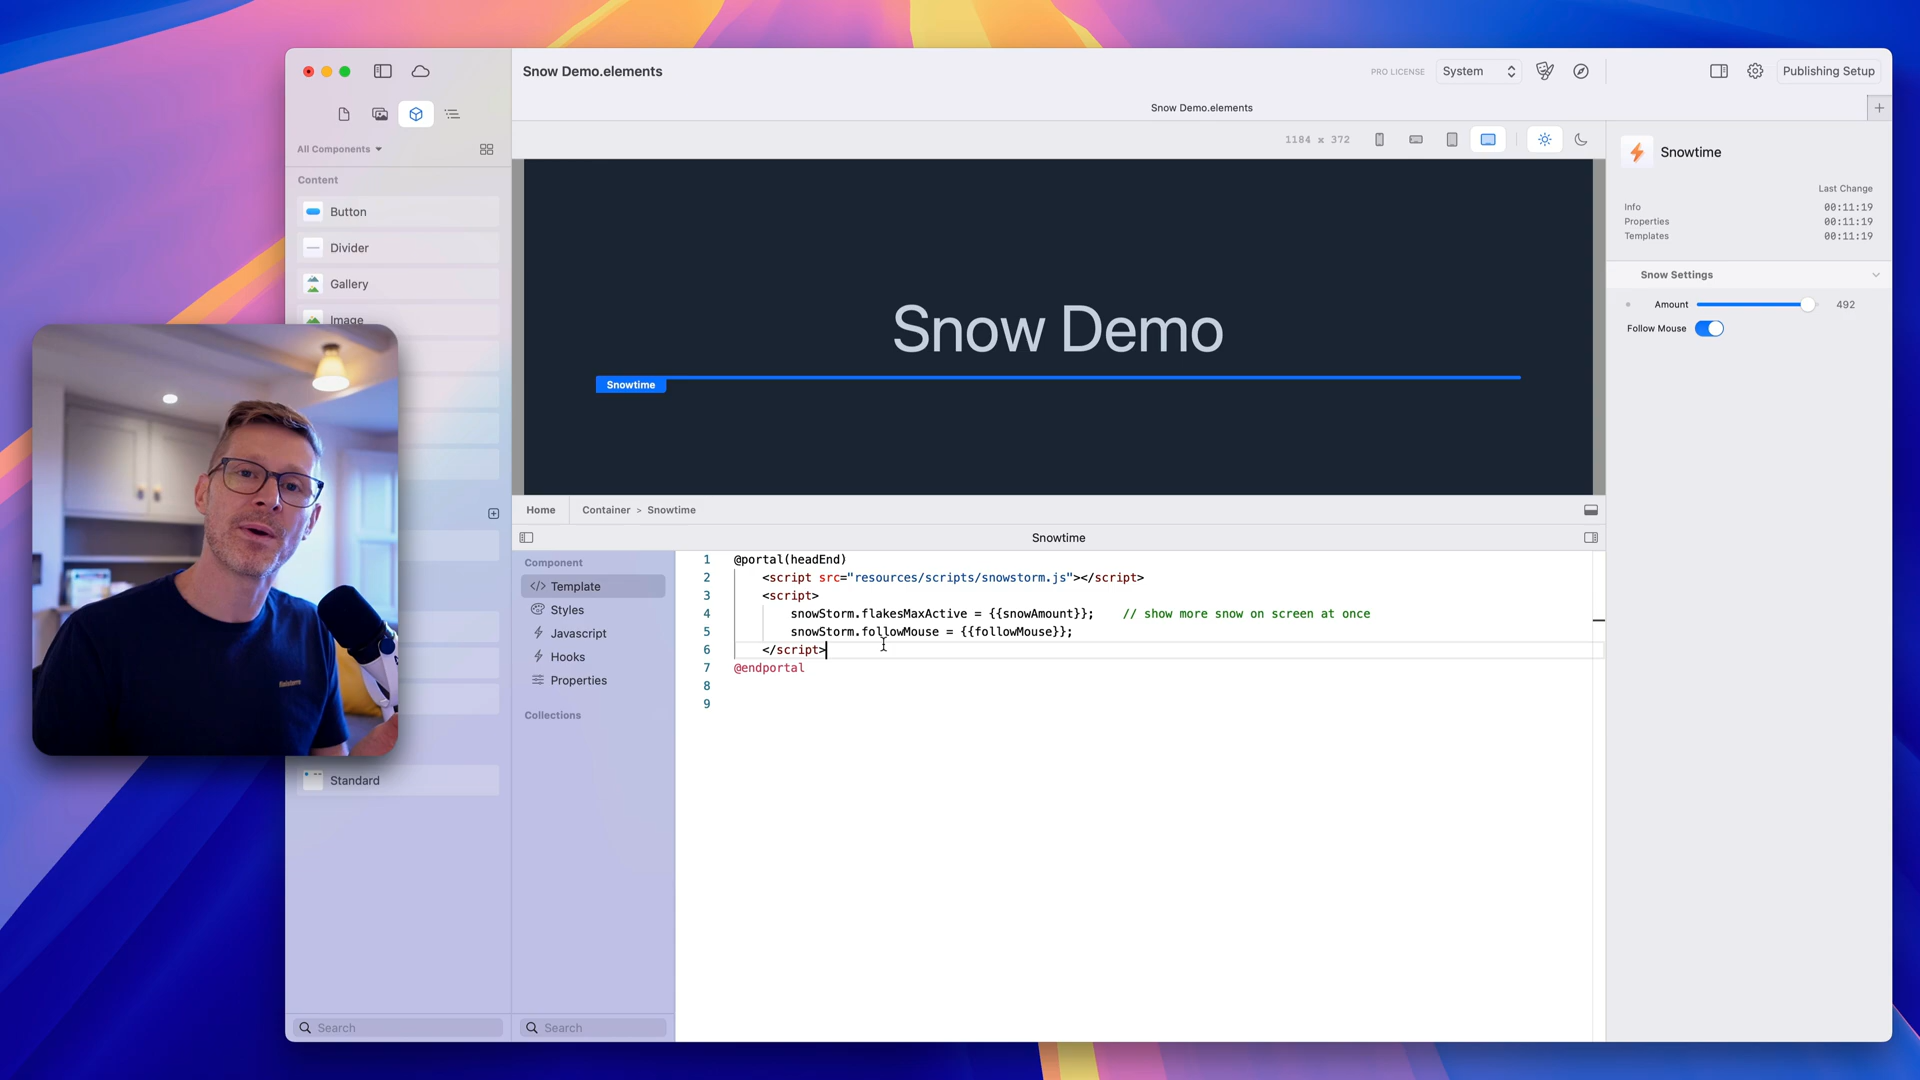 Snow Demo.elements
PRO LICENSE
System
Publishing Setup
Snow Demo.elements
All Components
1184 x 372
Content
Button
Divider
Gallery
Image
Standard
Search
Snow Demo
Snowtime
Home
Container > Snowtime
Snowtime
Component
</> Template
Styles
Javascript
Hooks
Properties
Collections
Search
1 @portal(headEnd)
2 <script src="resources/scripts/snowstorm.js"></script>
3 <script>
4 snowStorm.flakesMaxActive = {{snowAmount}}; // show more snow on screen at once
5 snowStorm.followMouse = {{followMouse}};
6 </script>
7 @endportal
8
9
Snowtime
Last Change
Info 00:11:19
Properties 00:11:19
Templates 00:11:19
Snow Settings
Amount 492
Follow Mouse